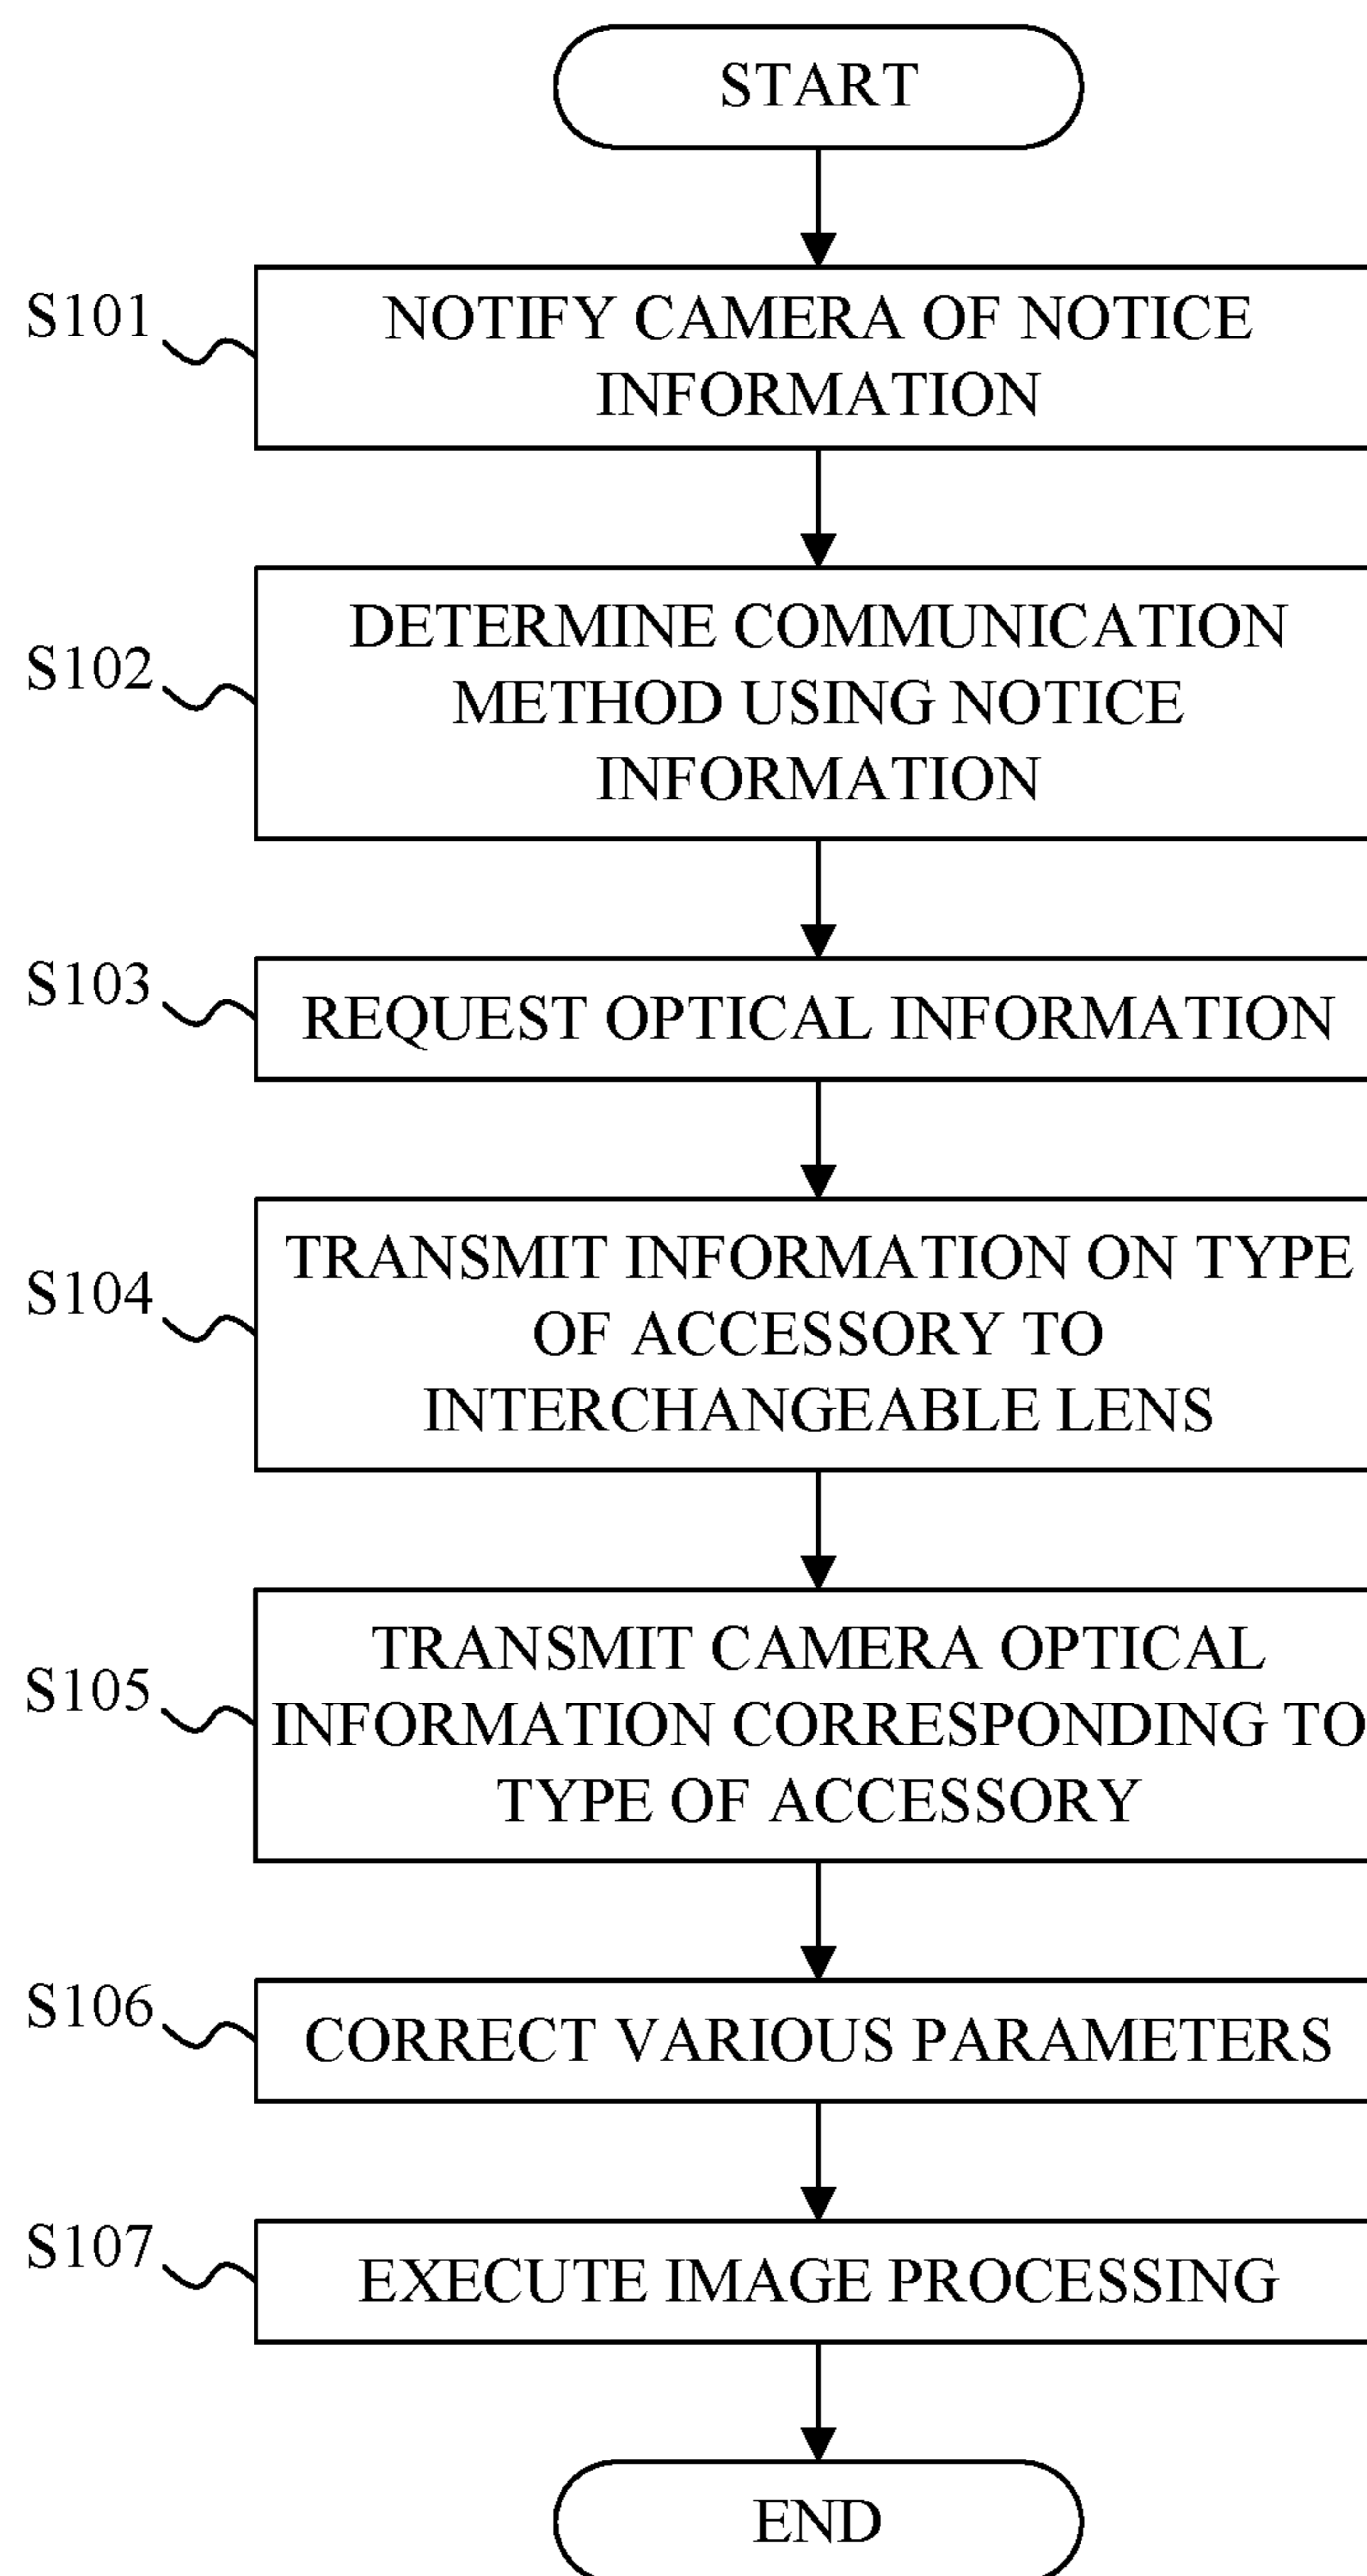 START
S101
NOTIFY CAMERA OF NOTICE
INFORMATION
S102
DETERMINE COMMUNICATION
METHOD USING NOTICE
INFORMATION
S103
REQUEST OPTICAL INFORMATION
S104
TRANSMIT INFORMATION ON TYPE
OF ACCESSORY TO
INTERCHANGEABLE LENS
S105
TRANSMIT CAMERA OPTICAL
INFORMATION CORRESPONDING TO
TYPE OF ACCESSORY
S106
CORRECT VARIOUS PARAMETERS
S107
EXECUTE IMAGE PROCESSING
END